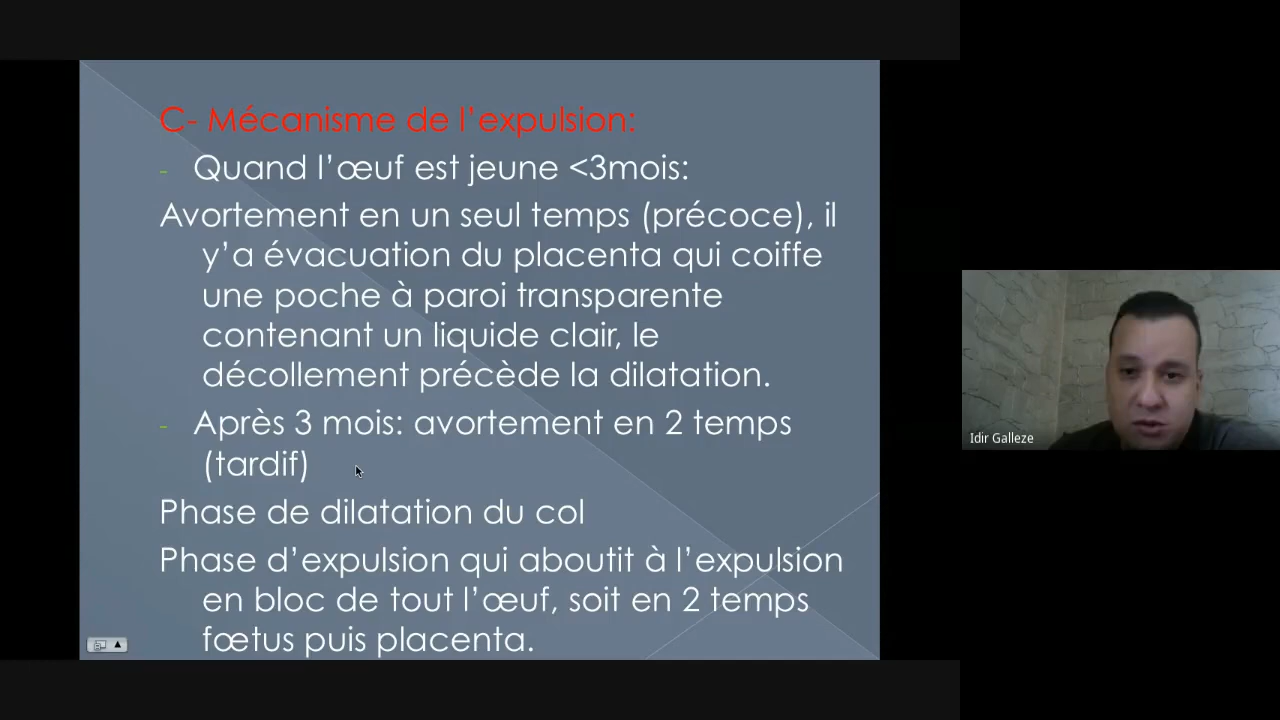 C- Mécanisme de l’expulsion:
- Quand l’œuf est jeune <3mois:
Avortement en un seul temps (précoce), il
y’a évacuation du placenta qui coiffe
une poche à paroi transparente
contenant un liquide clair, le
décollement précède la dilatation.
- Après 3 mois: avortement en 2 temps
(tardif)
Phase de dilatation du col
Phase d’expulsion qui aboutit à l’expulsion
en bloc de tout l’œuf, soit en 2 temps
fœtus puis placenta.
Idir Galleze